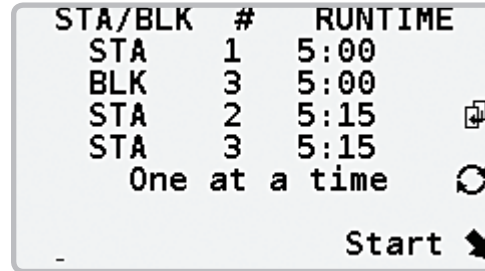 STA/BLK # RUNTIME
STA 1 5:00
BLK 3 5:00
STA 2 5:15
STA 3 5:15
One at a time
Start